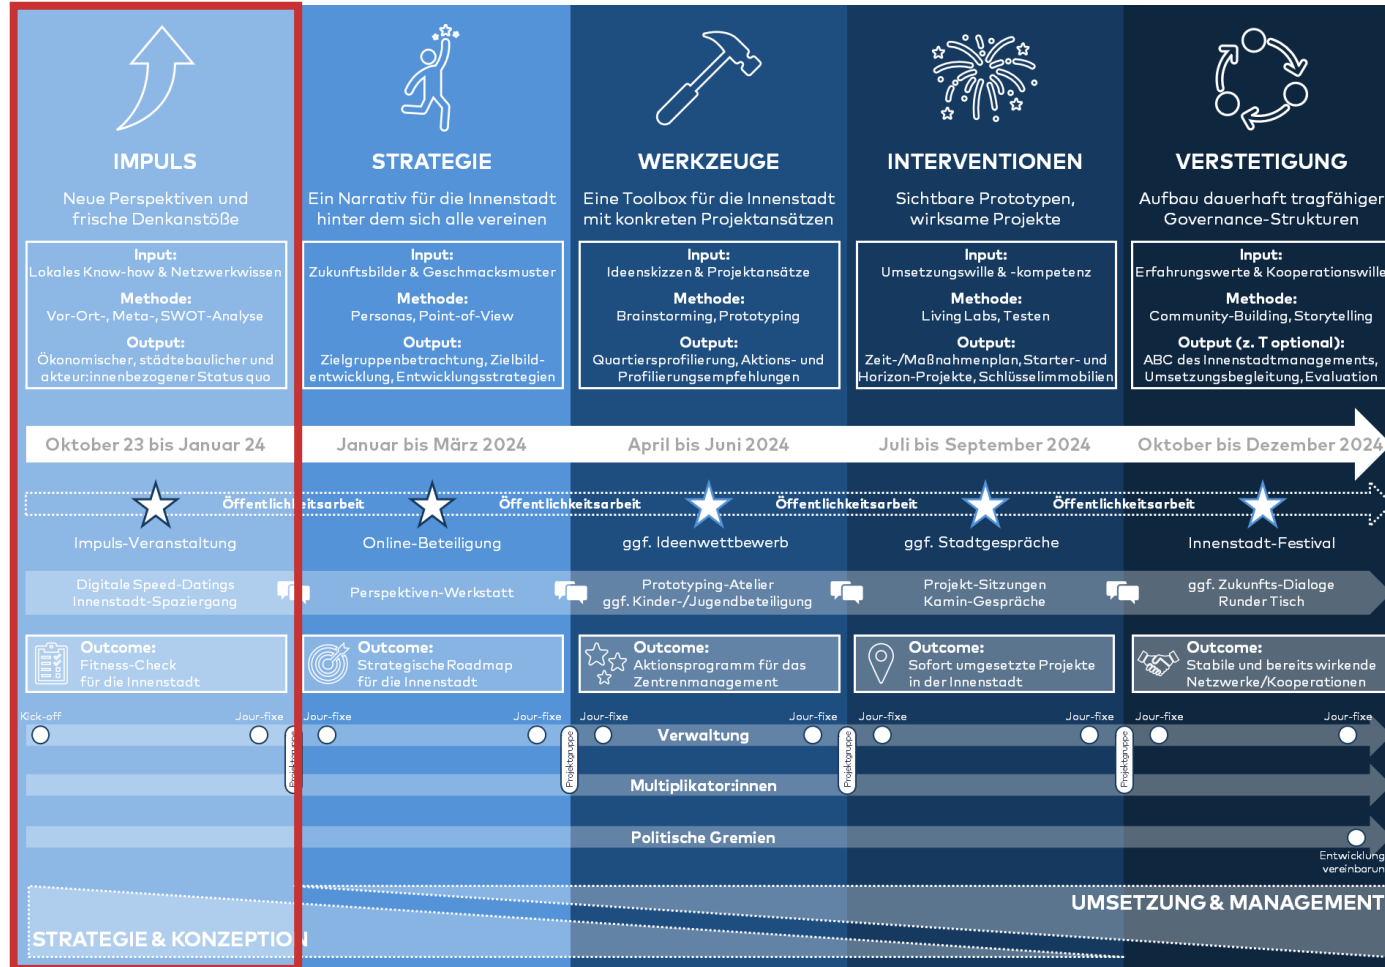 IMPULS
Neue Perspektiven und
frische Denkanstöße
Input:
Lokales Know-how & Netzwerkwissen
Methode:
Vor-Ort-, Meta-, SWOT-Analyse
Output:
Ökonomischer, städtebaulicher und
akteur:innenbezogener Status quo
STRATEGIE
Ein Narrativ für die Innenstadt
hinter dem sich alle vereinen
Input:
Zukunftsbilder & Geschmacksmuster
Methode:
Personas, Point-of-View
Output:
Zielgruppenbetrachtung, Zielbild-
entwicklung, Entwicklungsstrategien
WERKZEUGE
Eine Toolbox für die Innenstadt
mit konkreten Projektansätzen
Input:
Ideenskizzen & Projektansätze
Methode:
Brainstorming, Prototyping
Output:
Quartiersprofilierung, Aktions- und
Profilierungsempfehlungen
INTERVENTIONEN
Sichtbare Prototypen,
wirksame Projekte
Input:
Umsetzungswille & -kompetenz
Methode:
Living Labs, Testen
Output:
Zeit-/Maßnahmenplan, Starter- und
Horizon-Projekte, Schlüsselimmobilien
VERSTETIGUNG
Aufbau dauerhaft tragfähiger
Governance-Strukturen
Input:
Erfahrungswerte & Kooperationswille
Methode:
Community-Building, Storytelling
Output (z. T optional):
ABC des Innenstadtmanagements,
Umsetzungsbegleitung, Evaluation
Oktober 23 bis Januar 24
Januar bis März 2024
April bis Juni 2024
Juli bis September 2024
Oktober bis Dezember 2024
Öffentlichkeitsarbeit
Öffentlichkeitsarbeit
Öffentlichkeitsarbeit
Öffentlichkeitsarbeit
Impuls-Veranstaltung
Online-Beteiligung
ggf. Ideenwettbewerb
ggf. Stadtgespräche
Innenstadt-Festival
Digitale Speed-Datings
Innenstadt-Spaziergang
Perspektiven-Werkstatt
Prototyping-Atelier
ggf. Kinder-/Jugendbeteiligung
Projekt-Sitzungen
Kamin-Gespräche
ggf. Zukunfts-Dialoge
Runder Tisch
Outcome:
Fitness-Check
für die Innenstadt
Outcome:
Strategische Roadmap
für die Innenstadt
Outcome:
Aktionsprogramm für das
Zentrenmanagement
Outcome:
Sofort umgesetzte Projekte
in der Innenstadt
Outcome:
Stabile und bereits wirkende
Netzwerke/Kooperationen
Kick-off
Jour-fixe
Jour-fixe
Jour-fixe
Jour-fixe
Jour-fixe
Jour-fixe
Jour-fixe
Jour-fixe
Jour-fixe
Verwaltung
Projektgruppe
Projektgruppe
Projektgruppe
Projektgruppe
Multiplikator:innen
Politische Gremien
Entwicklung
vereinbarun
UMSETZUNG & MANAGEMENT
STRATEGIE & KONZEPTION